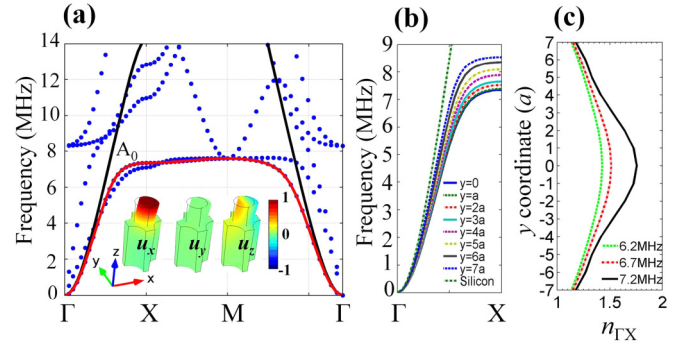 (a)
Frequency (MHz)
14
12
10
8
6
4
2
0
A0
ux
uy
uz
1
0
-1
z
y
x
Γ
X
M
Γ
(b)
Frequency (MHz)
9
8
7
6
5
4
3
2
1
0
y=0
y=a
y=2a
y=3a
y=4a
y=5a
y=6a
y=7a
Silicon
Γ
X
(c)
y coordinate (a)
7
6
5
4
3
2
1
0
-1
-2
-3
-4
-5
-6
-7
6.2MHz
6.7MHz
7.2MHz
1
1.5
2
nΓX